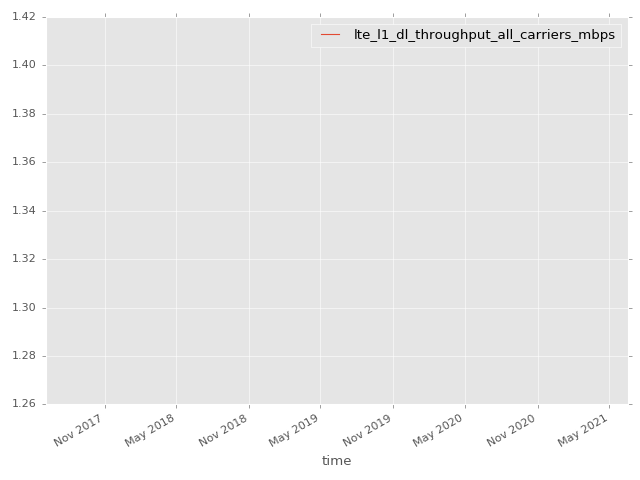 1.42
lte_l1_dl_throughput_all_carriers_mbps
1.40
1.38
1.36
1.34
1.32
1.30
1.28
1.26
Nov 2017
May 2018
Nov 2018
May 2019
Nov 2019
May 2020
Nov 2020
May 2021
time